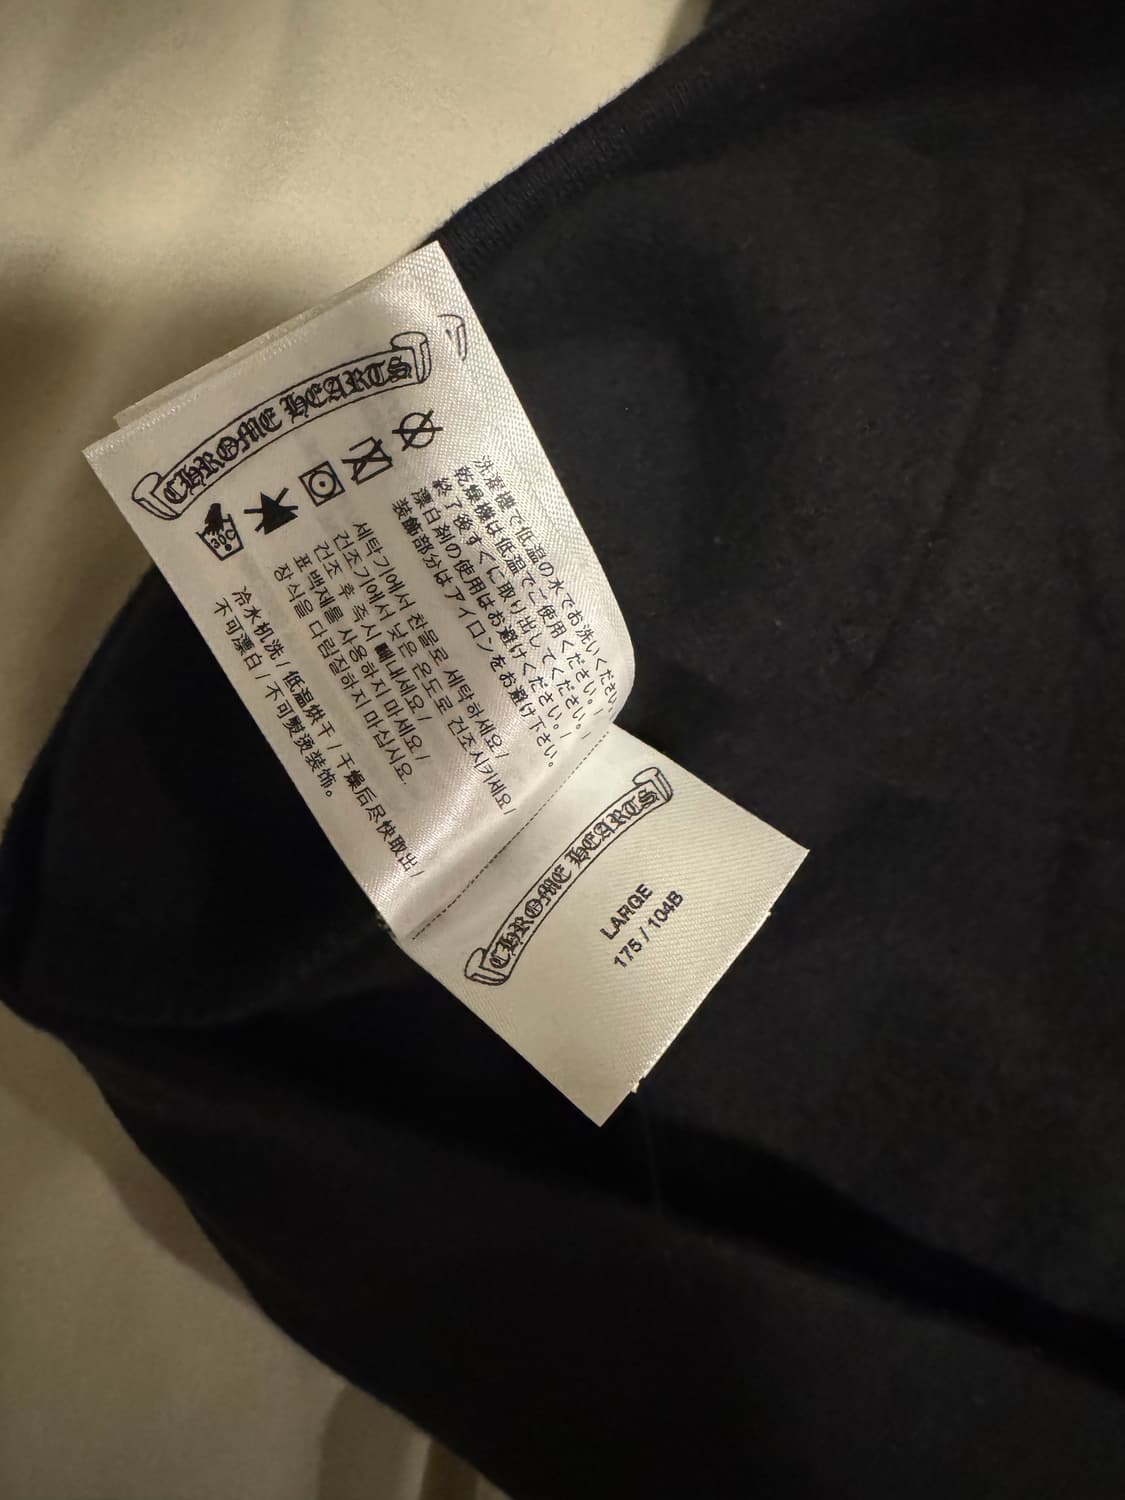 CHROME HEARTS
30°C
洗濯機で低温の水でお洗いください。/
乾燥機は低温でご使用ください。/
終了後すぐに取り出してください。/
漂白剤の使用はお避けください。/
装飾部分はアイロンをお避け下さい。
세탁기에서 찬물로 세탁하세요/
건조기에서 낮은 온도로 건조시키세요/
건조 후 즉시 빼내세요/
표백제를 사용하지 마세요/
장식을 다림질하지 마십시요.
冷水机洗/低温烘干/干燥后尽快取出/
不可漂白/不可熨烫装饰。
CHROME HEARTS
LARGE
175 / 104B